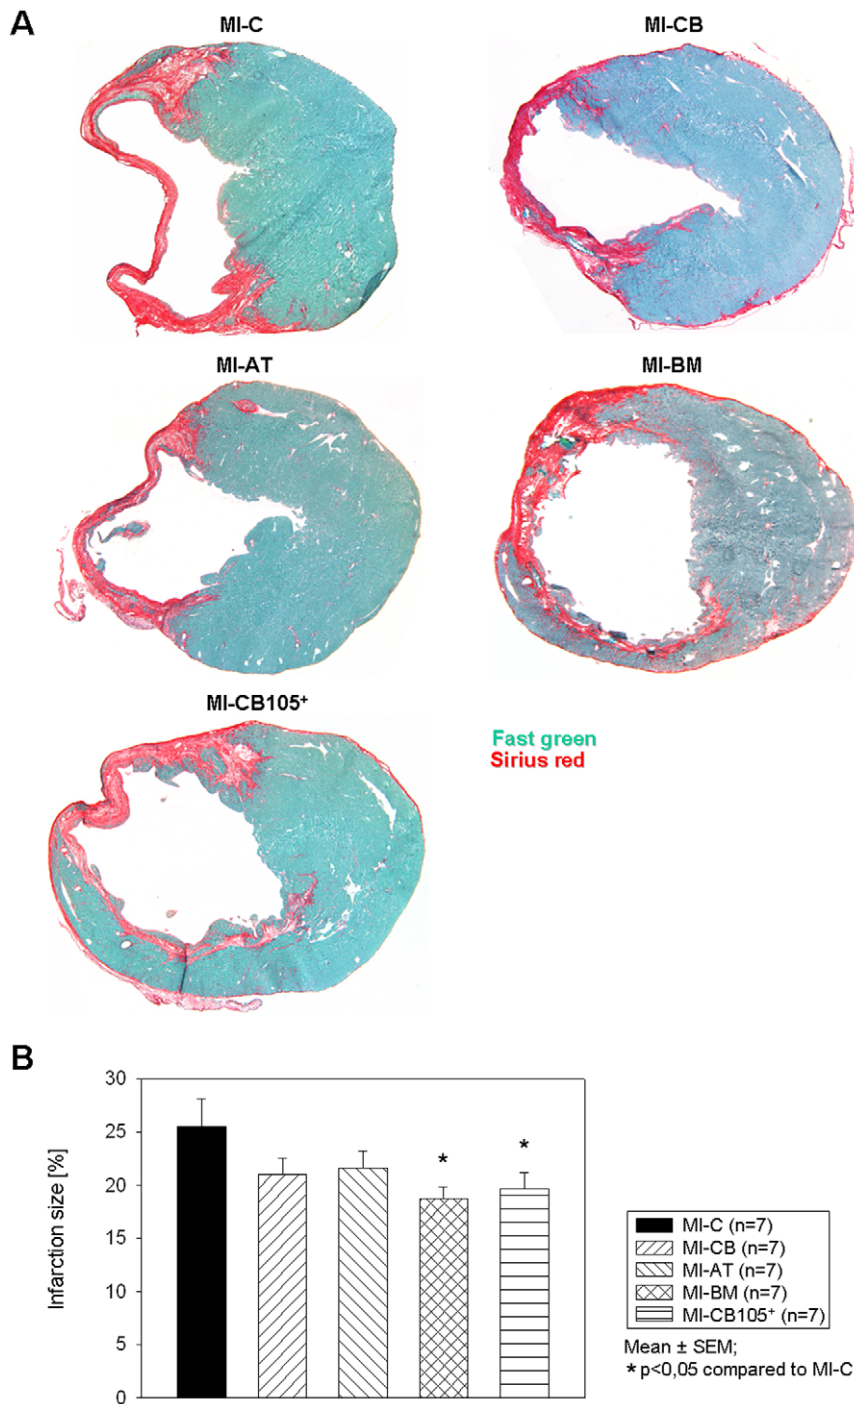 A
MI-C
MI-CB
MI-AT
MI-BM
MI-CB105⁺
Fast green
Sirius red
B
30
25
20
15
10
5
0
Infarction size [%]
*
*
MI-C (n=7)
MI-CB (n=7)
MI-AT (n=7)
MI-BM (n=7)
MI-CB105⁺ (n=7)
Mean ± SEM;
* p<0,05 compared to MI-C